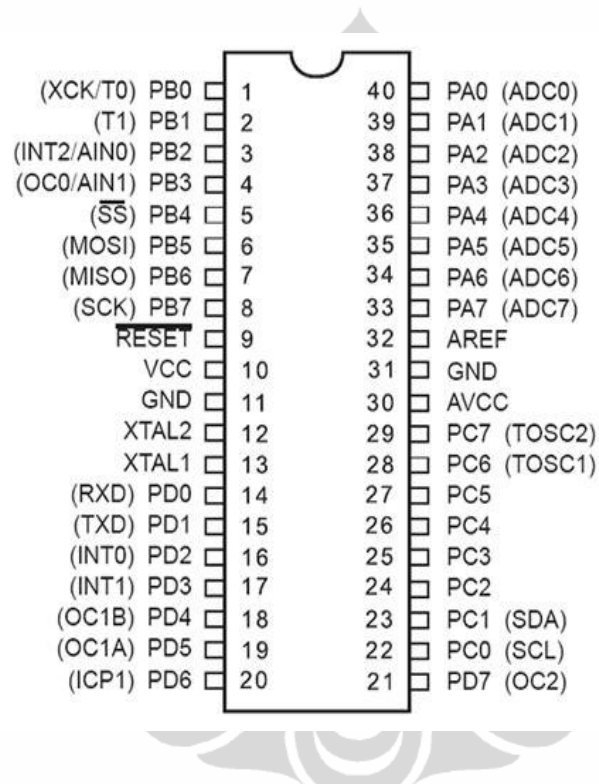 (XCK/T0) PB0 1 40 PA0 (ADC0)
(T1) PB1 2 39 PA1 (ADC1)
(INT2/AIN0) PB2 3 38 PA2 (ADC2)
(OC0/AIN1) PB3 4 37 PA3 (ADC3)
(SS) PB4 5 36 PA4 (ADC4)
(MOSI) PB5 6 35 PA5 (ADC5)
(MISO) PB6 7 34 PA6 (ADC6)
(SCK) PB7 8 33 PA7 (ADC7)
RESET 9 32 AREF
VCC 10 31 GND
GND 11 30 AVCC
XTAL2 12 29 PC7 (TOSC2)
XTAL1 13 28 PC6 (TOSC1)
(RXD) PD0 14 27 PC5
(TXD) PD1 15 26 PC4
(INT0) PD2 16 25 PC3
(INT1) PD3 17 24 PC2
(OC1B) PD4 18 23 PC1 (SDA)
(OC1A) PD5 19 22 PC0 (SCL)
(ICP1) PD6 20 21 PD7 (OC2)